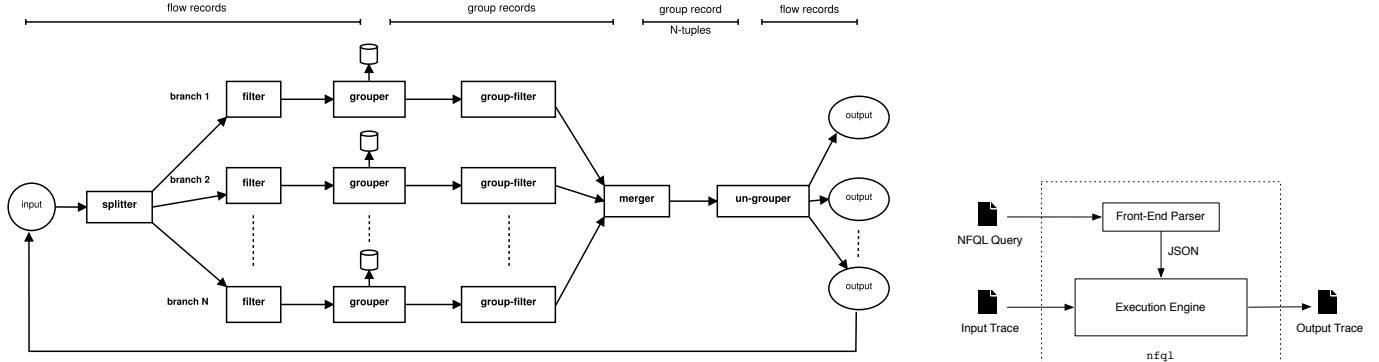 flow records
group records
group record
N-tuples
flow records
branch 1
filter
grouper
group-filter
output
branch 2
filter
grouper
group-filter
input
splitter
merger
un-grouper
output
branch N
filter
grouper
group-filter
output
NFQL Query
Front-End Parser
JSON
Input Trace
Execution Engine
Output Trace
nfql